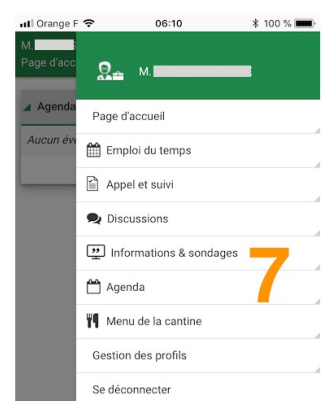 Orange F 06:10 100 %
M.
Page d'acc
M.
Agenda
Aucun évé
Page d'accueil
Emploi du temps
Appel et suivi
Discussions
Informations & sondages
7
Agenda
Menu de la cantine
Gestion des profils
Se déconnecter